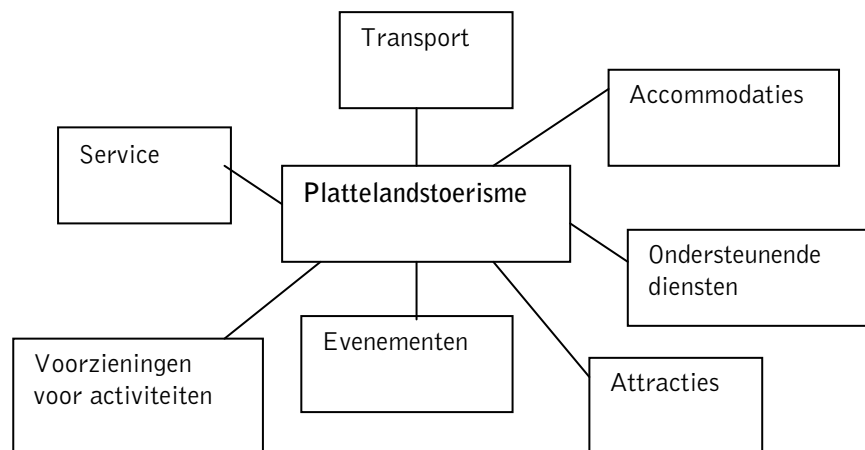 Transport
Accommodaties
Service
Plattelandstoerisme
Ondersteunende
diensten
Evenementen
Voorzieningen
voor activiteiten
Attracties